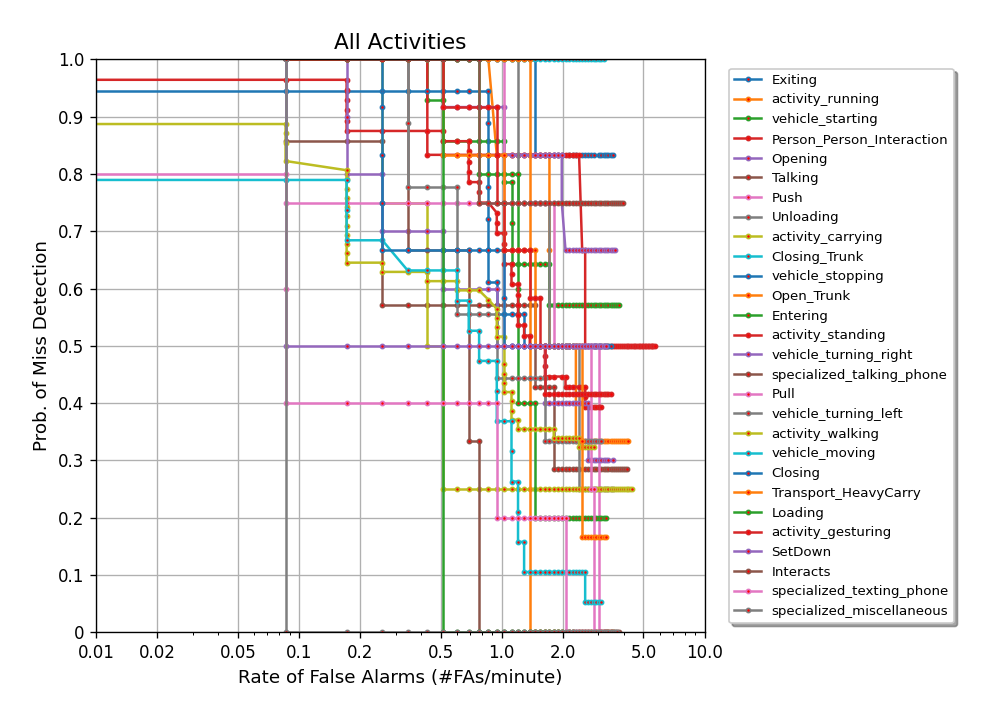 All Activities
Prob. of Miss Detection
1.0
0.9
0.8
0.7
0.6
0.5
0.4
0.3
0.2
0.1
0
0.01
0.02
0.05
0.1
0.2
0.5
1.0
2.0
5.0
10.0
Rate of False Alarms (#FAs/minute)
Exiting
activity_running
vehicle_starting
Person_Person_Interaction
Opening
Talking
Push
Unloading
activity_carrying
Closing_Trunk
vehicle_stopping
Open_Trunk
Entering
activity_standing
vehicle_turning_right
specialized_talking_phone
Pull
vehicle_turning_left
activity_walking
vehicle_moving
Closing
Transport_HeavyCarry
Loading
activity_gesturing
SetDown
Interacts
specialized_texting_phone
specialized_miscellaneous